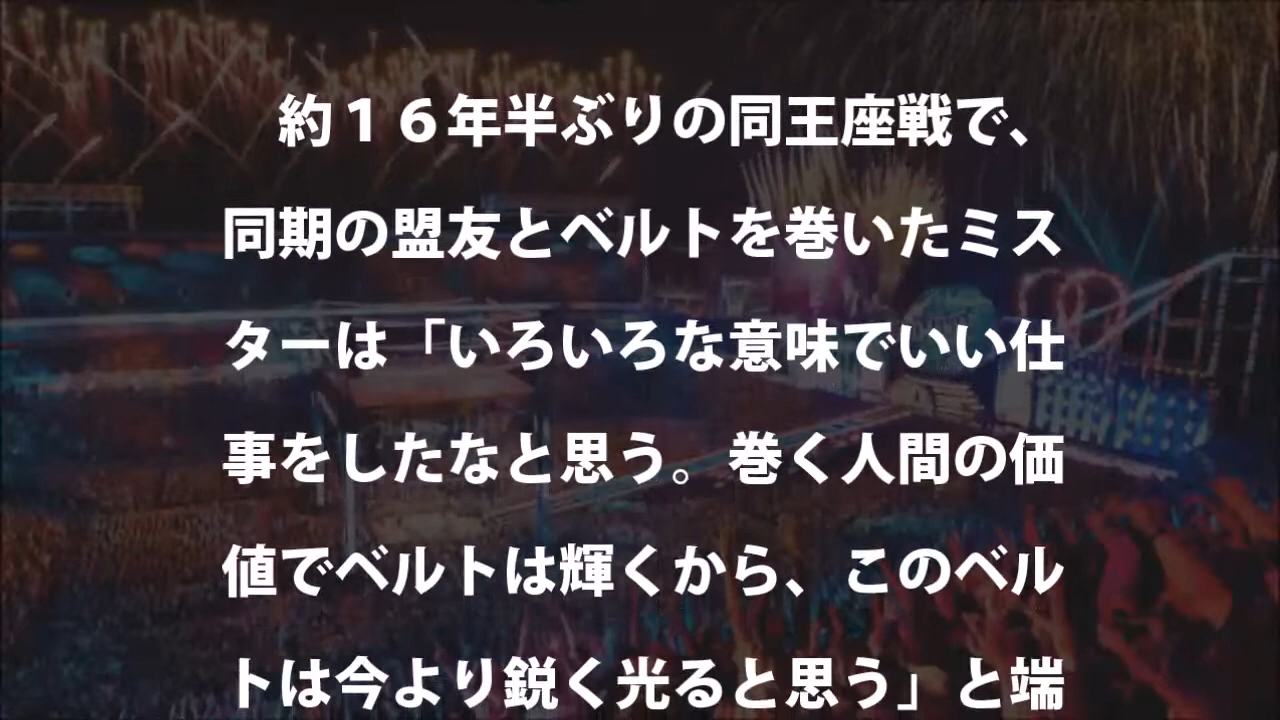 約１６年半ぶりの同王座戦で、
同期の盟友とベルトを巻いたミス
ターは「いろいろな意味でいい仕
事をしたなと思う。巻く人間の価
値でベルトは輝くから、このベル
トは今より鋭く光ると思う」と端